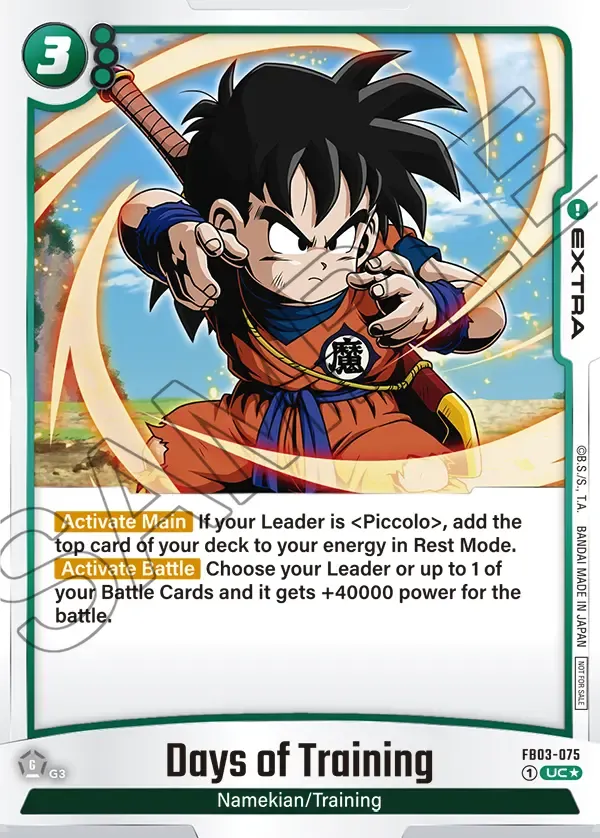 3
EXTRA
魔
SAMPLE
Activate Main If your Leader is <Piccolo>, add the
top card of your deck to your energy in Rest Mode.
Activate Battle Choose your Leader or up to 1 of
your Battle Cards and it gets +40000 power for the
battle.
©B.S./S., T.A. BANDAI MADE IN JAPAN
NOT FOR SALE
G G3
Days of Training
FB03-075
1 UC★
Namekian/Training